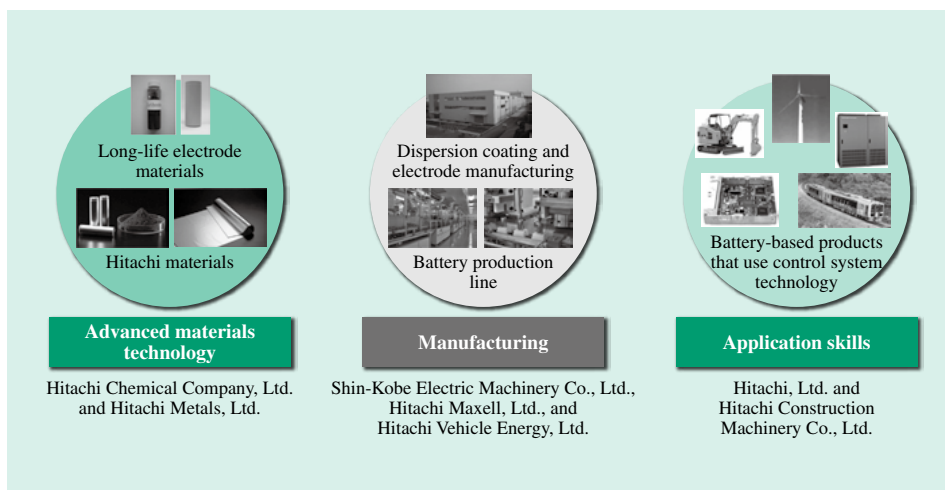 Long-life electrode
materials
Hitachi materials
Advanced materials
technology
Hitachi Chemical Company, Ltd.
and Hitachi Metals, Ltd.
Dispersion coating and
electrode manufacturing
Battery production
line
Manufacturing
Shin-Kobe Electric Machinery Co., Ltd.,
Hitachi Maxell, Ltd., and
Hitachi Vehicle Energy, Ltd.
Battery-based products
that use control system
technology
Application skills
Hitachi, Ltd. and
Hitachi Construction
Machinery Co., Ltd.